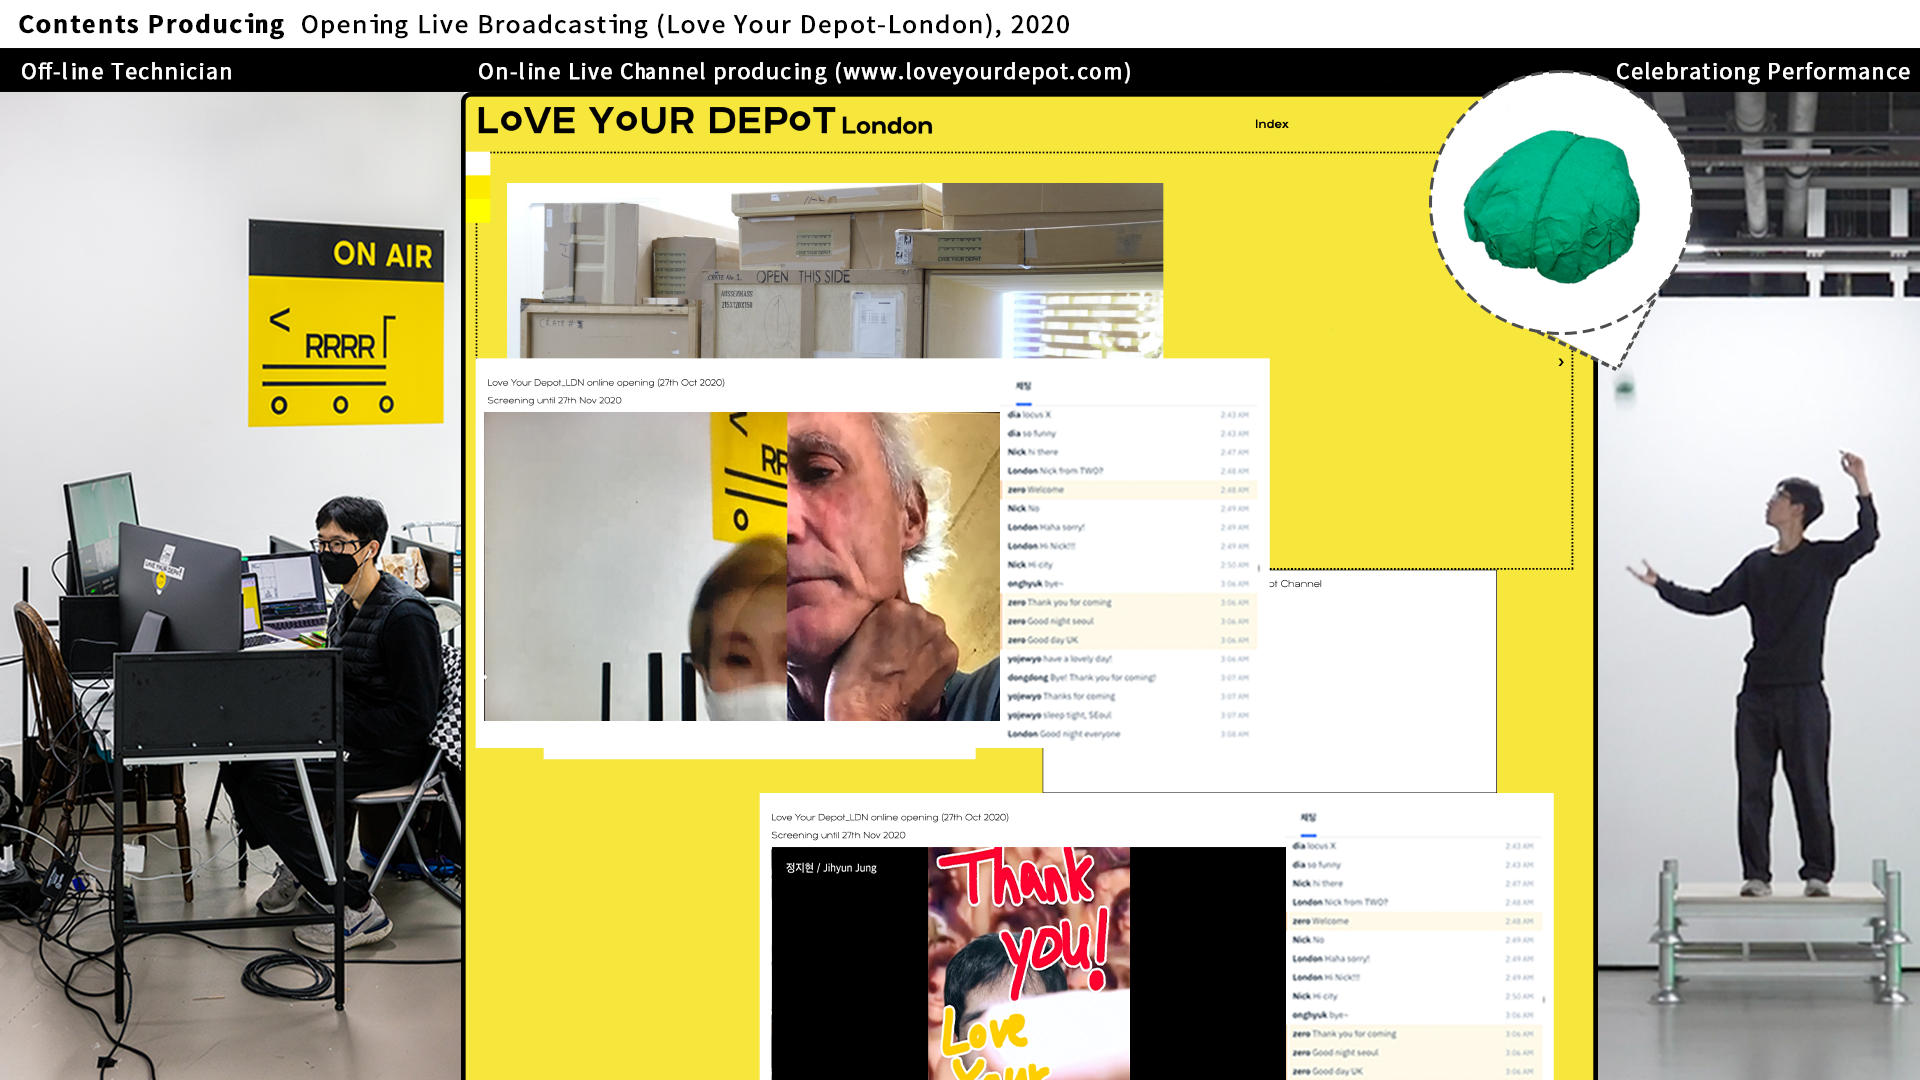 Contents Producing Opening Live Broadcasting (Love Your Depot-London), 2020
Off-line Technician
On-line Live Channel producing (www.loveyourdepot.com)
Celebrationg Performance
LoVE YoUR DEPoT London
Index
ON AIR
<
RRRR
OPEN THIS SIDE
CRATE No. 1.
CRATE #
LOVE YOUR DEPOT
>
Love Your Depot_LDN online opening (27th Oct 2020)
Screening until 27th Nov 2020
채팅
dia locus X 2:43 AM
dia so funny 2:43 AM
Nick hi there 2:47 AM
London Nick from TWO? 2:48 AM
zero Welcome 2:48 AM
Nick No 2:49 AM
London Haha sorry! 2:49 AM
London Hi Nick!!! 2:49 AM
Nick Hi city 2:50 AM
onghyuk bye~ 3:06 AM
zero Thank you for coming 3:06 AM
zero Good night seoul 3:06 AM
zero Good day UK 3:06 AM
yojewyo have a lovely day! 3:06 AM
dongdong Bye! Thank you for coming! 3:07 AM
yojewyo Thanks for coming 3:07 AM
yojewyo sleep tight, SEoul 3:07 AM
London Good night everyone 3:08 AM
<
RR
ot Channel
Love Your Depot_LDN online opening (27th Oct 2020)
Screening until 27th Nov 2020
정지현 / Jihyun Jung
Thank
you!
Love
Your
채팅
dia locus X 2:43 AM
dia so funny 2:43 AM
Nick hi there 2:47 AM
London Nick from TWO? 2:48 AM
zero Welcome 2:48 AM
Nick No 2:49 AM
London Haha sorry! 2:49 AM
London Hi Nick!!! 2:49 AM
Nick Hi city 2:50 AM
onghyuk bye~ 3:06 AM
zero Thank you for coming 3:06 AM
zero Good night seoul 3:06 AM
zero Good day UK 3:06 AM